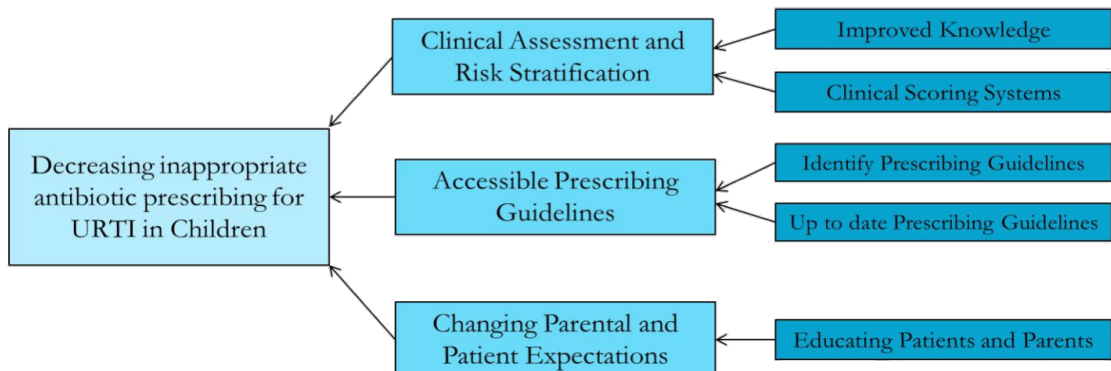 Decreasing inappropriate
antibiotic prescribing for
URTI in Children
Clinical Assessment and
Risk Stratification
Accessible Prescribing
Guidelines
Changing Parental and
Patient Expectations
Improved Knowledge
Clinical Scoring Systems
Identify Prescribing Guidelines
Up to date Prescribing Guidelines
Educating Patients and Parents